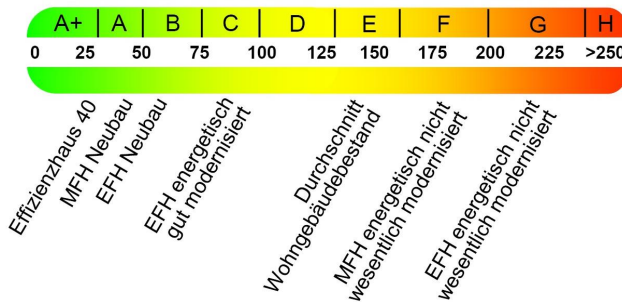 A+ A B C D E F G H
0 25 50 75 100 125 150 175 200 225 >250
Effizienzhaus 40
MFH Neubau
EFH Neubau
EFH energetisch
gut modernisiert
Durchschnitt
Wohngebäudebestand
MFH energetisch nicht
wesentlich modernisiert
EFH energetisch nicht
wesentlich modernisiert